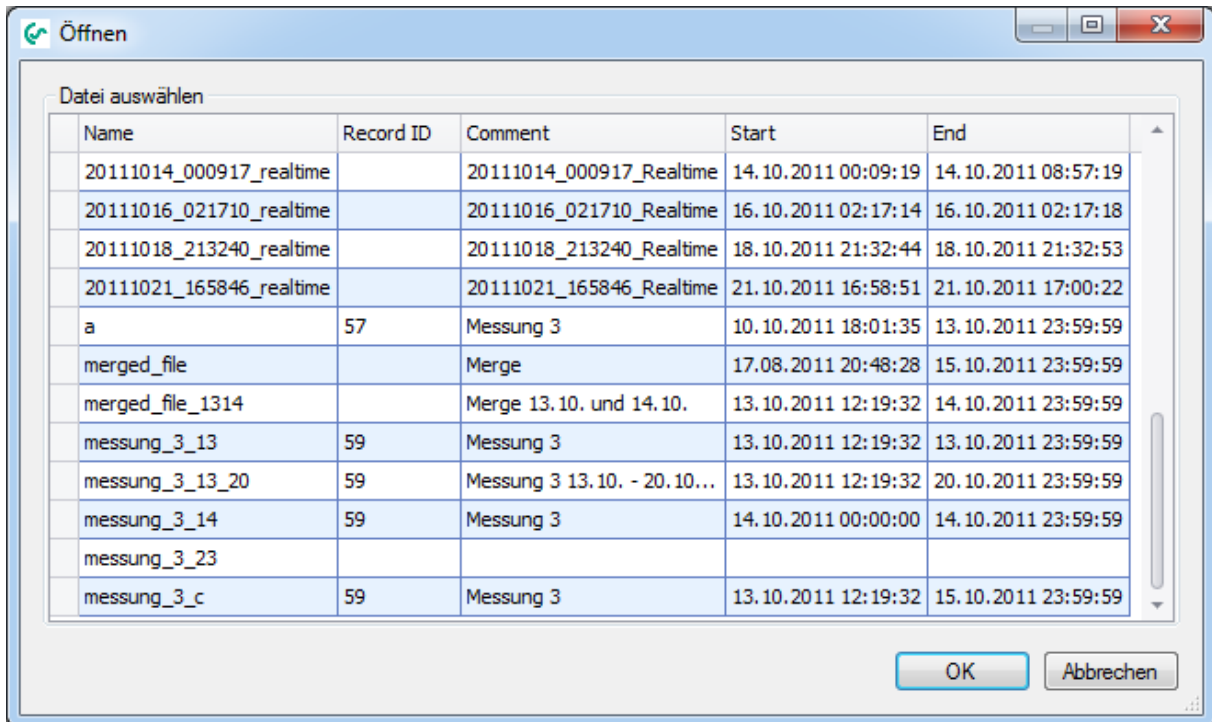 Öffnen
Datei auswählen
Name Record ID Comment Start End
20111014_000917_realtime 20111014_000917_Realtime 14.10.2011 00:09:19 14.10.2011 08:57:19
20111016_021710_realtime 20111016_021710_Realtime 16.10.2011 02:17:14 16.10.2011 02:17:18
20111018_213240_realtime 20111018_213240_Realtime 18.10.2011 21:32:44 18.10.2011 21:32:53
20111021_165846_realtime 20111021_165846_Realtime 21.10.2011 16:58:51 21.10.2011 17:00:22
a 57 Messung 3 10.10.2011 18:01:35 13.10.2011 23:59:59
merged_file Merge 17.08.2011 20:48:28 15.10.2011 23:59:59
merged_file_1314 Merge 13.10. und 14.10. 13.10.2011 12:19:32 14.10.2011 23:59:59
messung_3_13 59 Messung 3 13.10.2011 12:19:32 13.10.2011 23:59:59
messung_3_13_20 59 Messung 3 13.10. - 20.10... 13.10.2011 12:19:32 20.10.2011 23:59:59
messung_3_14 59 Messung 3 14.10.2011 00:00:00 14.10.2011 23:59:59
messung_3_23
messung_3_c 59 Messung 3 13.10.2011 12:19:32 15.10.2011 23:59:59
OK Abbrechen